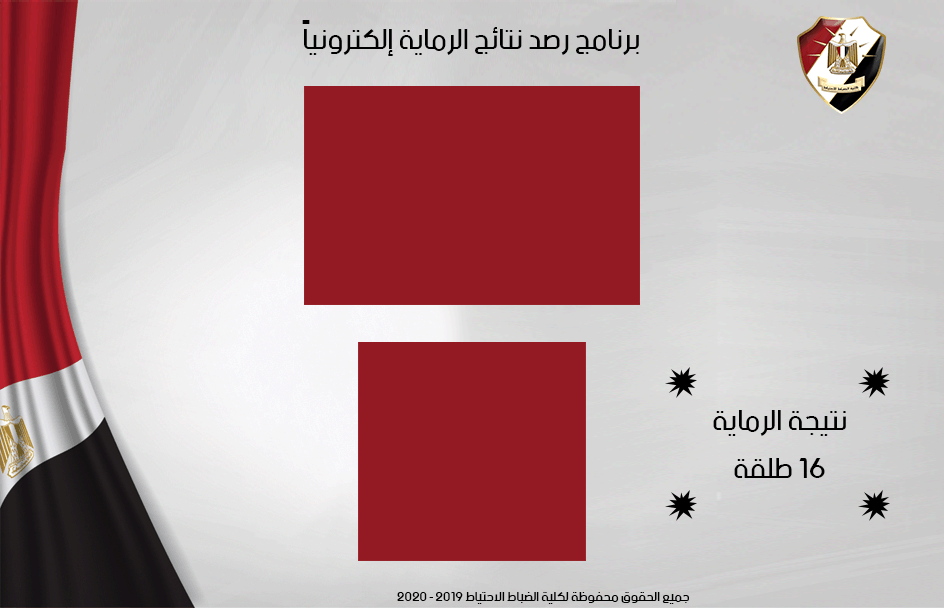 برنامج رصد نتائج الرماية إلكترونياً
نتيجة الرماية
16 طلقة
جميع الحقوق محفوظة لكلية الضباط الاحتياط 2019 - 2020